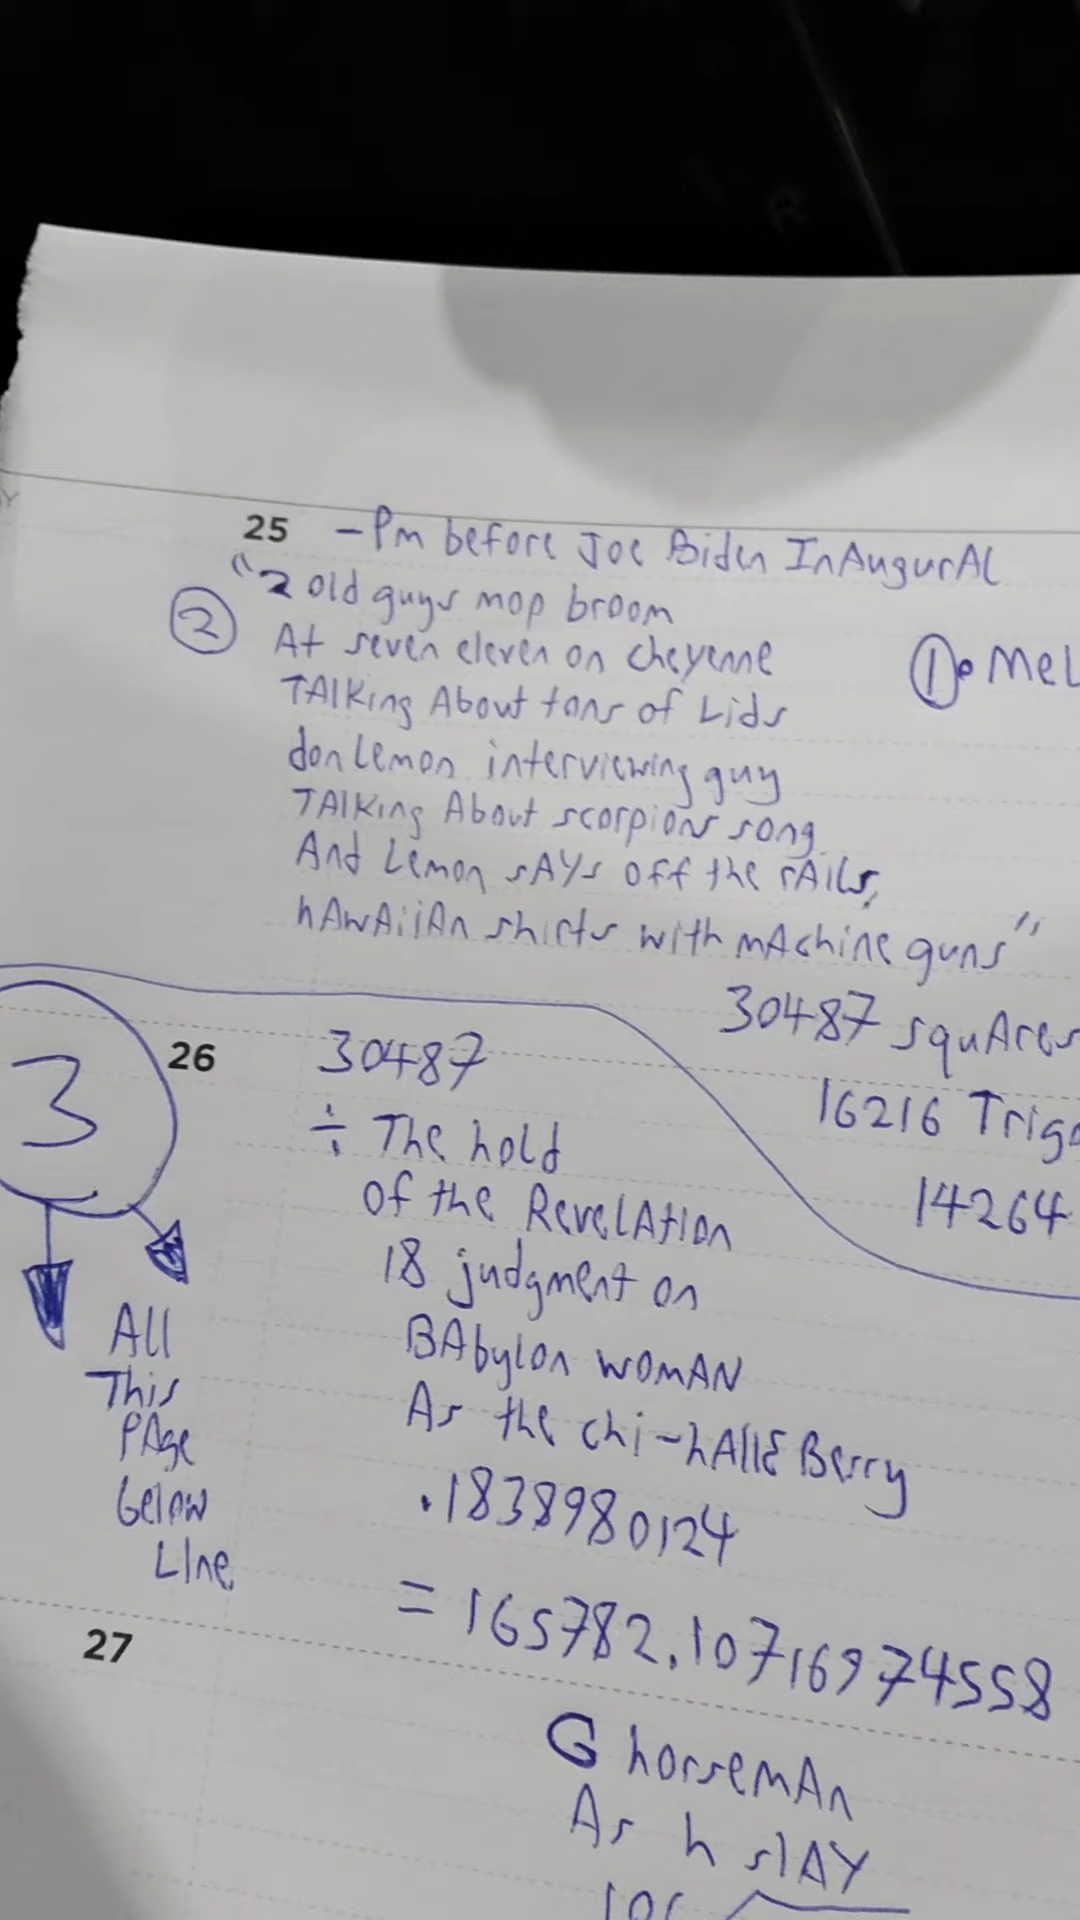 25 -Pm before Joe Biden InAugurAL
"2 old guys mop broom
② At seven eleven on cheyenne
TAlKing About tons of Lids
don Lemon interviewing guy
TAlKing About scorpions song
And Lemon sAYs off the rAils,
hAwAiiAn shirts with mAchine guns"
① • MeL
30487 squAres
16216 Trigo
14264
3
All
This
PAge
below
Line
26 30487
÷ The hold
of the RevelAtion
18 judgment on
BAbylon womAN
As the chi-hAllE Berry
.1838980124
= 165782.10716974558
27
G horsemAn
As h slAY